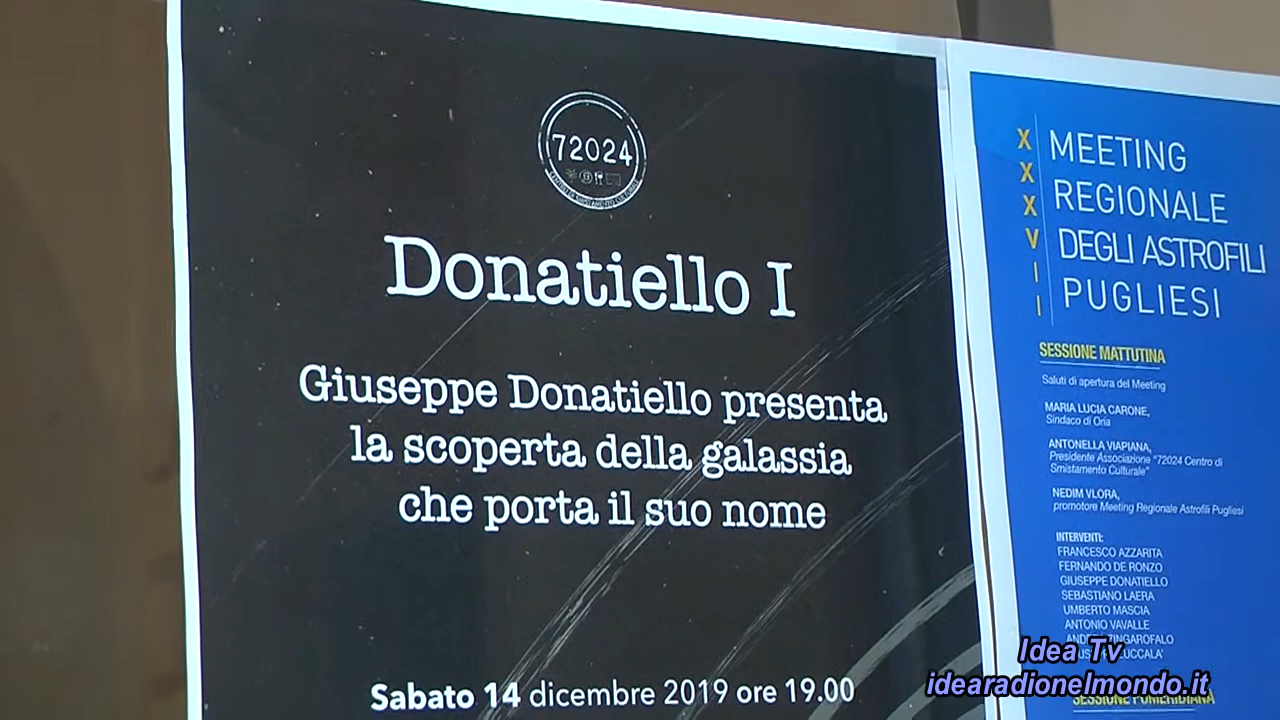 72024
Donatiello I
Giuseppe Donatiello presenta
la scoperta della galassia
che porta il suo nome
Sabato 14 dicembre 2019 ore 19.00
XXXVII
MEETING
REGIONALE
DEGLI ASTROFILI
PUGLIESI
SESSIONE MATTUTINA
Saluti di apertura del Meeting
MARIA LUCIA CARONE,
Sindaco di Oria
ANTONELLA VIAPIANA,
Presidente Associazione "72024 Centro di
Smistamento Culturale"
NEDIM VLORA,
promotore Meeting Regionale Astrofili Pugliesi
INTERVENTI:
FRANCESCO AZZARITA
FERNANDO DE RONZO
GIUSEPPE DONATIELLO
SEBASTIANO LAERA
UMBERTO MASCIA
ANTONIO VAVALLE
ZINGAROFALO
SESSIONE POMERIDIANA
Idea Tv
idearadionelmondo.it